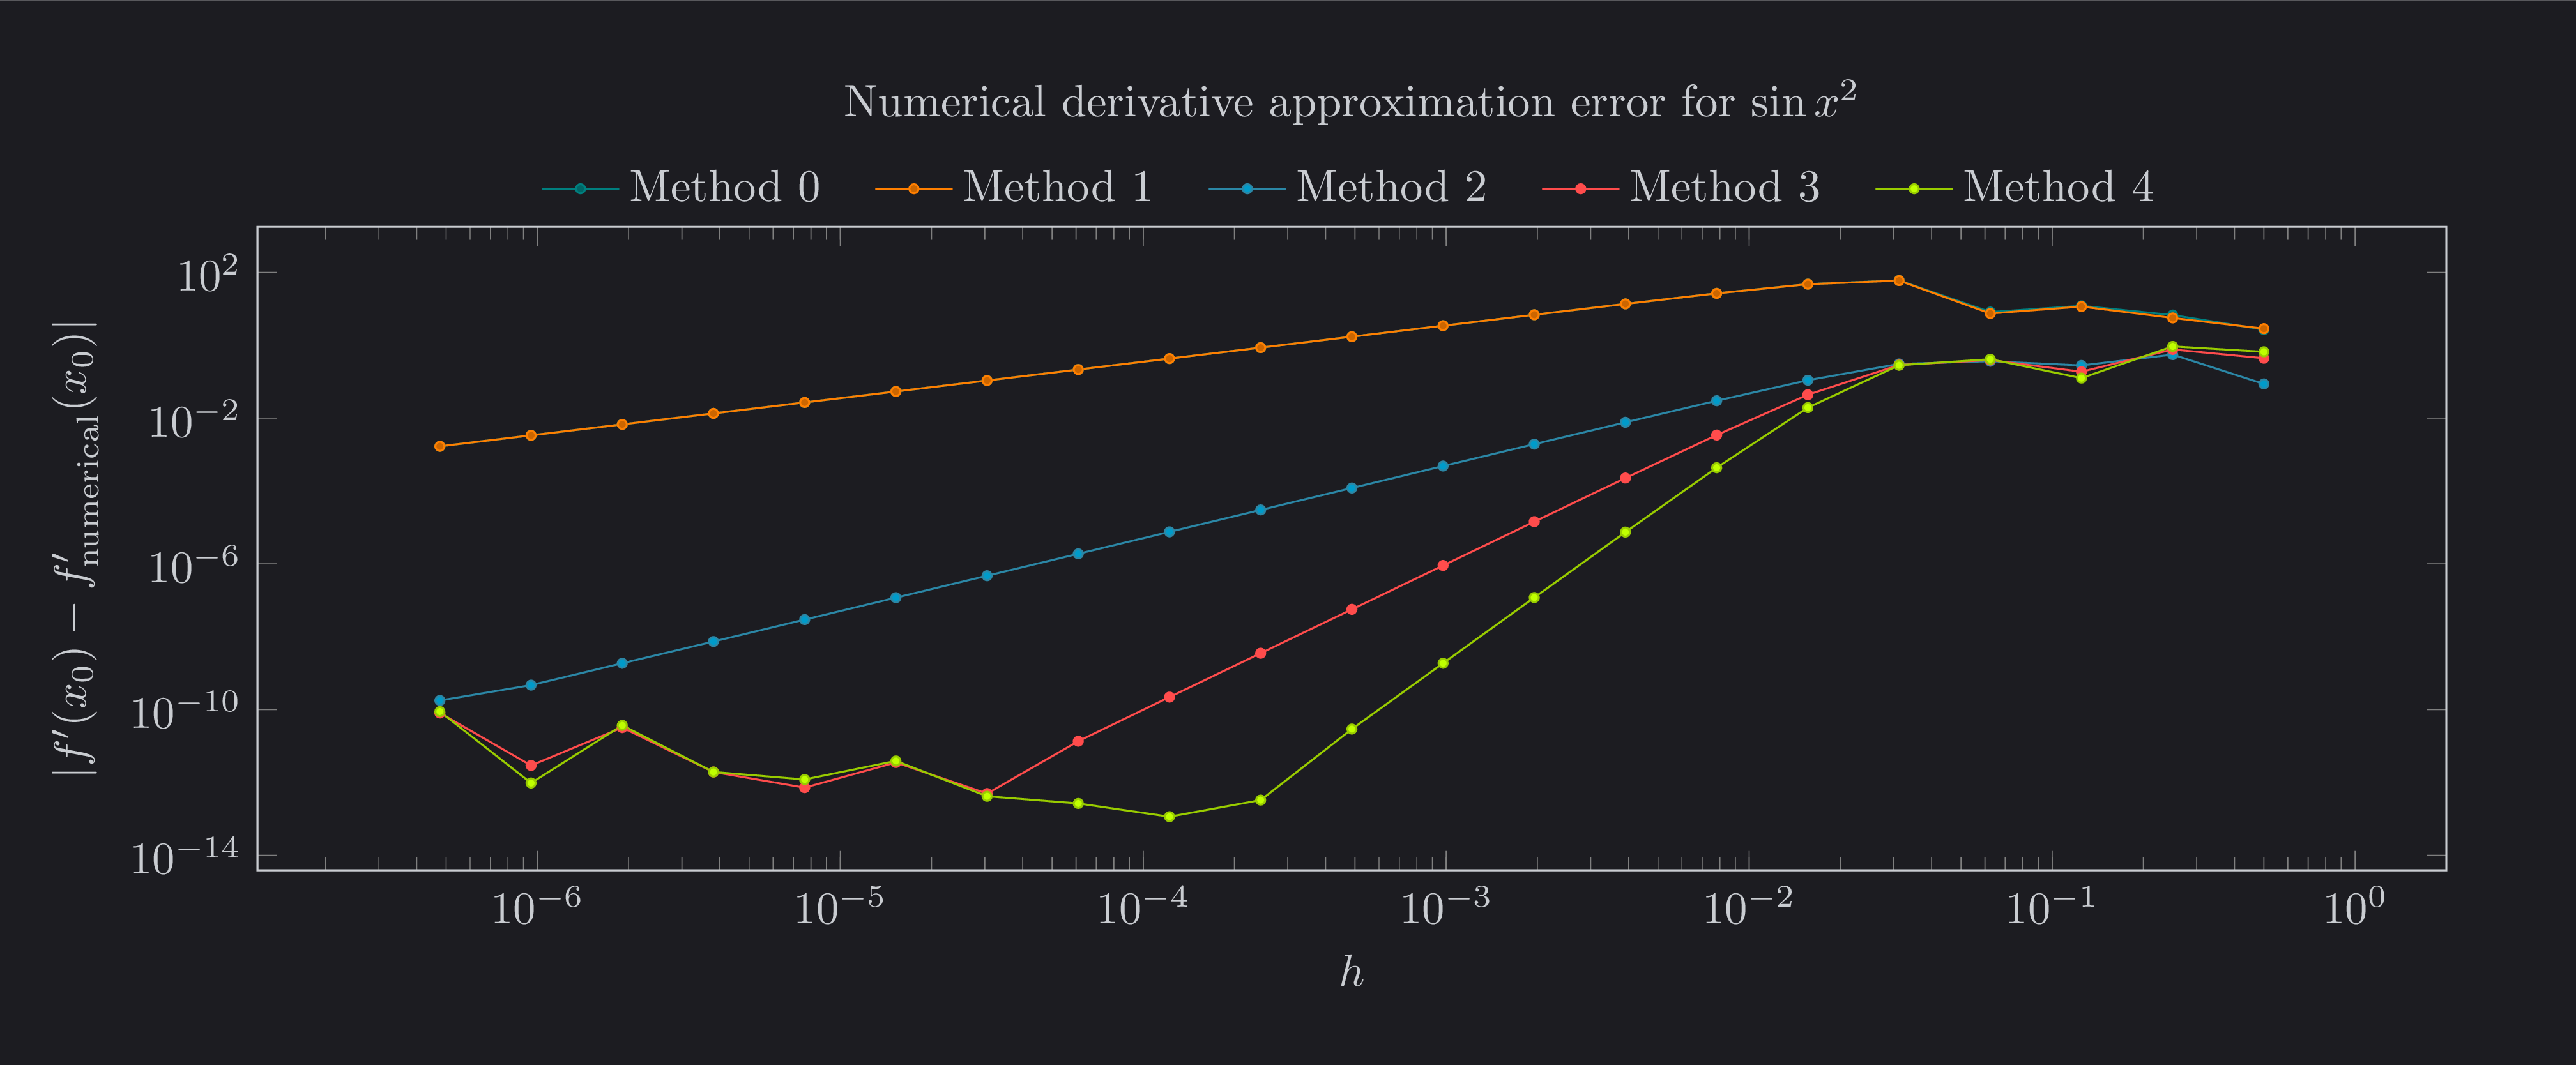 Numerical derivative approximation error for sin x²
Method 0 Method 1 Method 2 Method 3 Method 4
|f′(x₀) − f′numerical(x₀)|
10²
10⁻²
10⁻⁶
10⁻¹⁰
10⁻¹⁴
10⁻⁶ 10⁻⁵ 10⁻⁴ 10⁻³ 10⁻² 10⁻¹ 10⁰
h